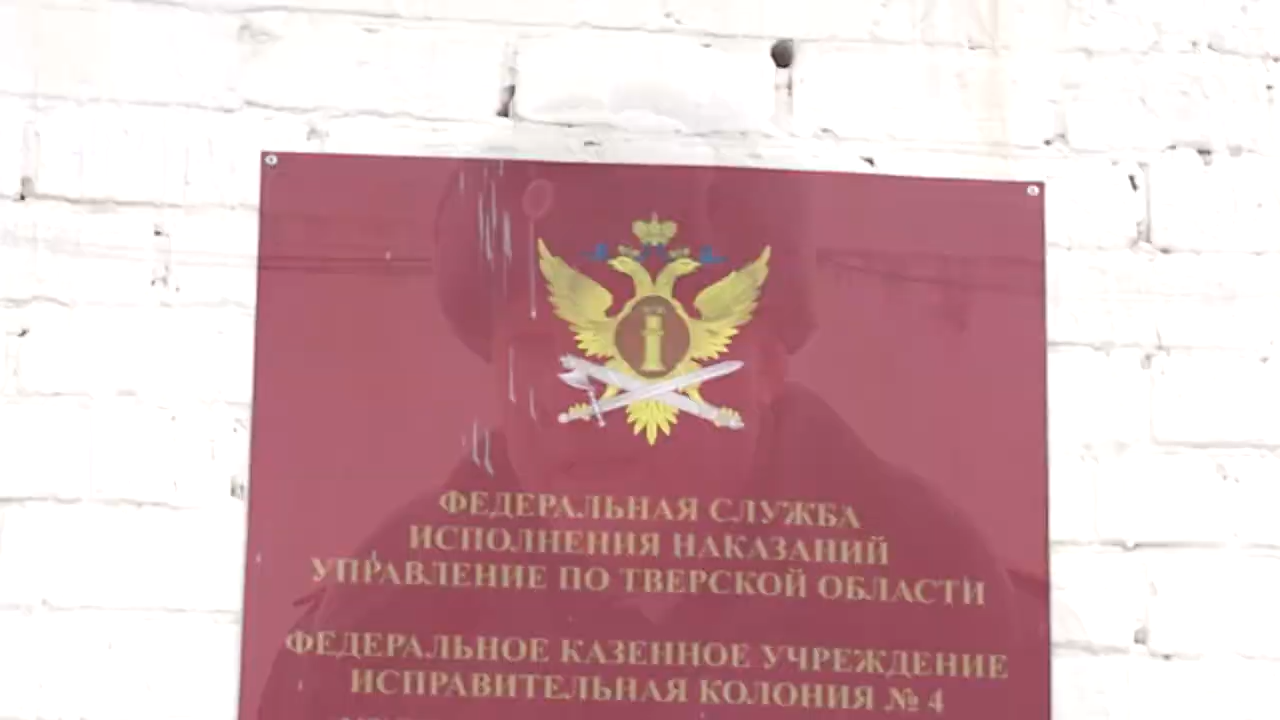 ФЕДЕРАЛЬНАЯ СЛУЖБА
ИСПОЛНЕНИЯ НАКАЗАНИЙ
УПРАВЛЕНИЕ ПО ТВЕРСКОЙ ОБЛАСТИ
ФЕДЕРАЛЬНОЕ КАЗЕННОЕ УЧРЕЖДЕНИЕ
ИСПРАВИТЕЛЬНАЯ КОЛОНИЯ № 4